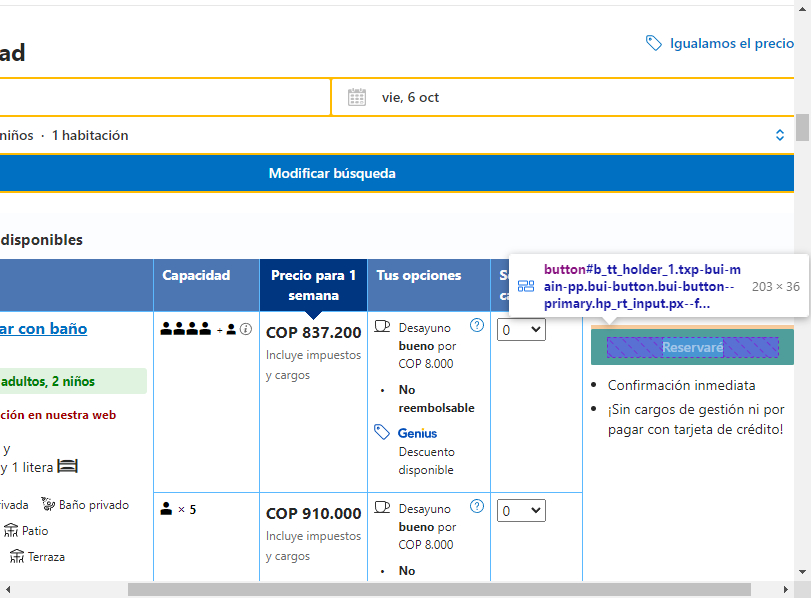 ad
Igualamos el precio
vie, 6 oct
niños · 1 habitación
Modificar búsqueda
disponibles
Capacidad
Precio para 1
semana
Tus opciones
button#b_tt_holder_1.txp-bui-m
ain-pp.bui-button.bui-button--
primary.hp_rt_input.px--f...
203 × 36
ar con baño
adultos, 2 niños
ción en nuestra web
y
y 1 litera
ivada
Baño privado
Patio
Terraza
+
COP 837.200
Incluye impuestos
y cargos
Desayuno
bueno por
COP 8.000
• No
reembolsable
Genius
Descuento
disponible
0
Reservaré
• Confirmación inmediata
• ¡Sin cargos de gestión ni por
pagar con tarjeta de crédito!
× 5
COP 910.000
Incluye impuestos
y cargos
Desayuno
bueno por
COP 8.000
• No
0